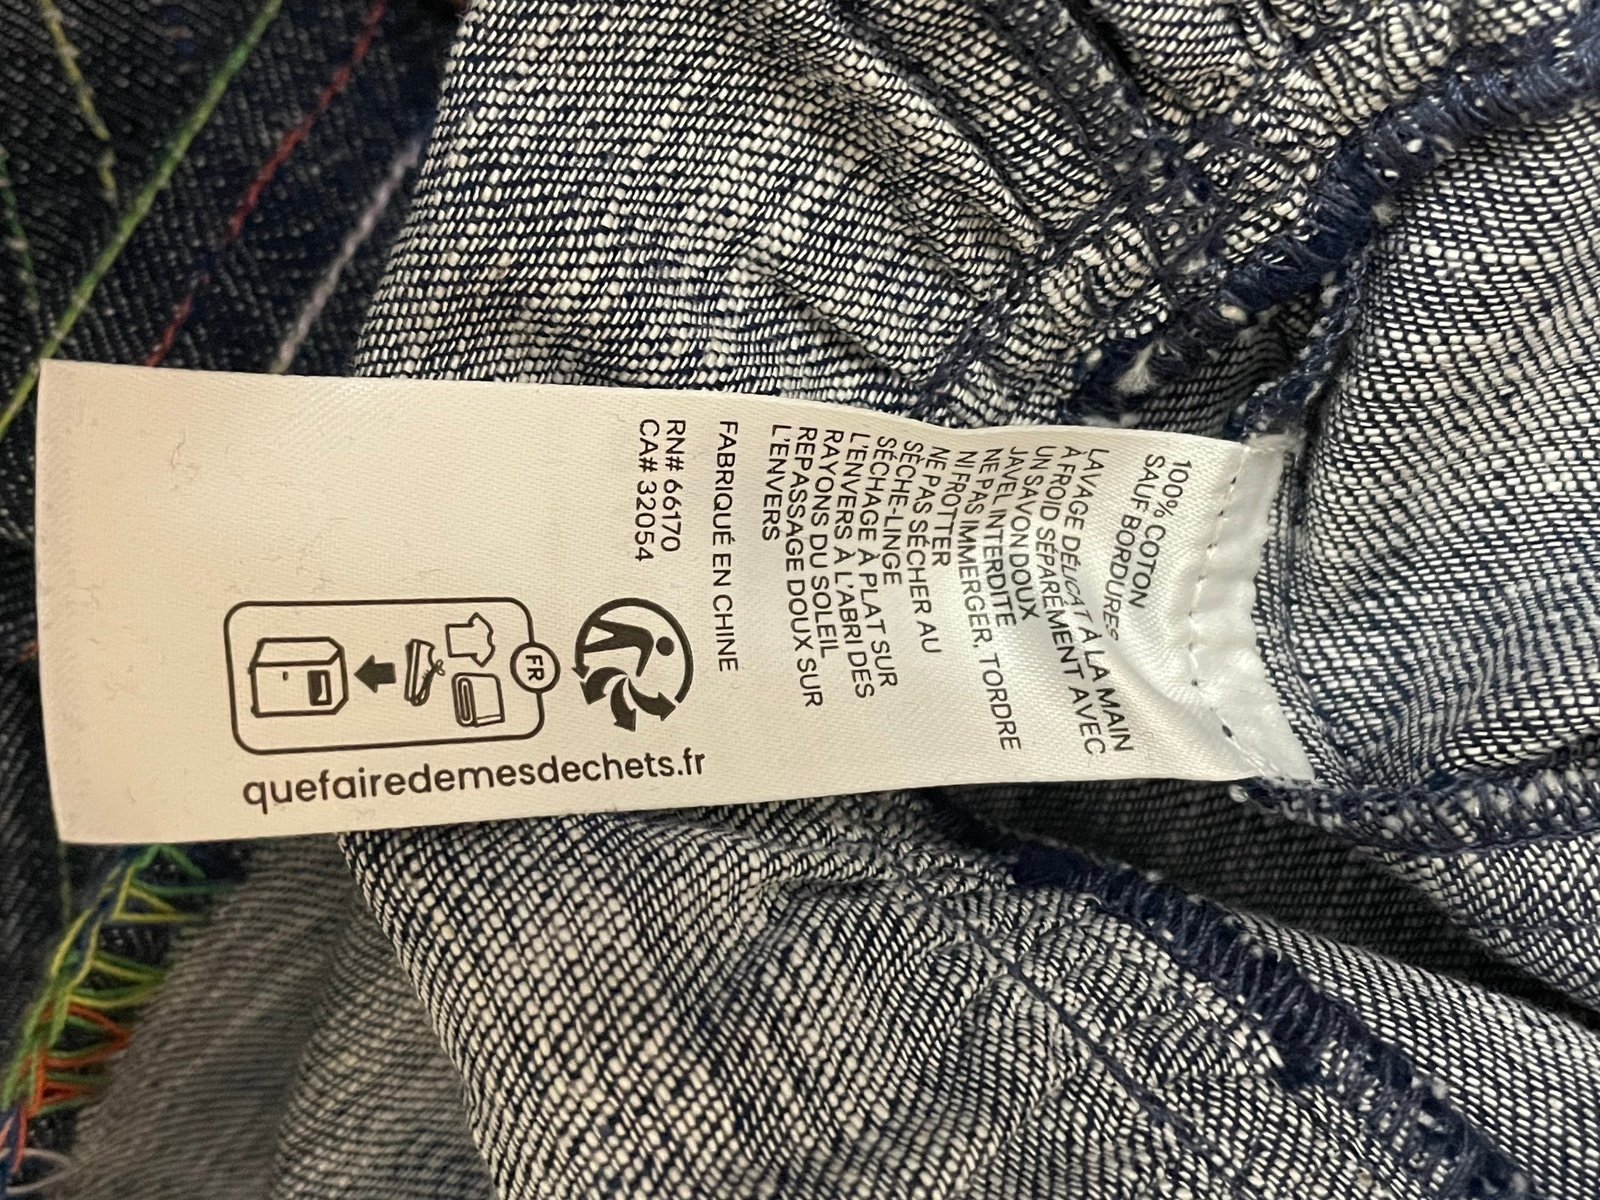 100% COTON
SAUF BORDURES
LAVAGE DÉLICAT À LA MAIN
À FROID SÉPARÉMENT AVEC
UN SAVON DOUX
JAVEL INTERDITE
NE PAS IMMERGER, TORDRE
NI FROTTER
NE PAS SÉCHER AU
SÈCHE-LINGE
SÉCHAGE À PLAT SUR
L'ENVERS À L'ABRI DES
RAYONS DU SOLEIL
REPASSAGE DOUX SUR
L'ENVERS
FABRIQUÉ EN CHINE
RN# 66170
CA# 32054
FR
quefairedemesdechets.fr